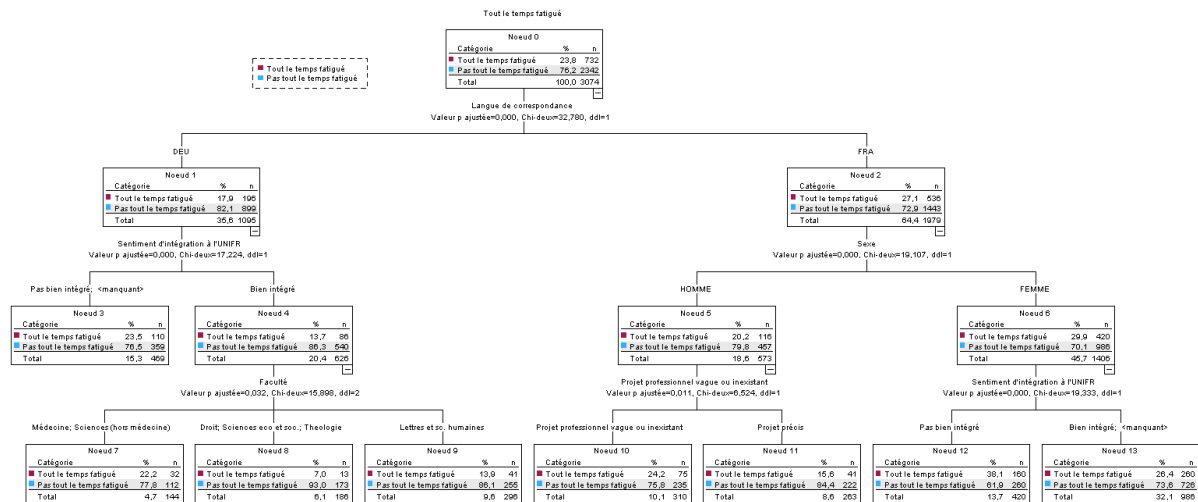 Tout le temps fatigué
Tout le temps fatigué
Pas tout le temps fatigué
Noeud 0
Catégorie % n
Tout le temps fatigué 23,8 732
Pas tout le temps fatigué 76,2 2342
Total 100,0 3074
Langue de correspondance
Valeur p ajustée=0,000, Chi-deux=32,780, ddl=1
DEU
Noeud 1
Catégorie % n
Tout le temps fatigué 17,9 196
Pas tout le temps fatigué 82,1 899
Total 35,6 1095
Sentiment d'intégration à l'UNIFR
Valeur p ajustée=0,000, Chi-deux=17,224, ddl=1
FRA
Noeud 2
Catégorie % n
Tout le temps fatigué 27,1 536
Pas tout le temps fatigué 72,9 1443
Total 64,4 1979
Sexe
Valeur p ajustée=0,000, Chi-deux=19,107, ddl=1
Pas bien intégré; <manquant>
Noeud 3
Catégorie % n
Tout le temps fatigué 23,5 110
Pas tout le temps fatigué 76,5 359
Total 15,3 469
Bien intégré
Noeud 4
Catégorie % n
Tout le temps fatigué 13,7 86
Pas tout le temps fatigué 86,3 540
Total 20,4 626
Faculté
Valeur p ajustée=0,032, Chi-deux=15,898, ddl=2
HOMME
Noeud 5
Catégorie % n
Tout le temps fatigué 20,2 116
Pas tout le temps fatigué 79,8 457
Total 18,6 573
Projet professionnel vague ou inexistant
Valeur p ajustée=0,011, Chi-deux=6,524, ddl=1
FEMME
Noeud 6
Catégorie % n
Tout le temps fatigué 29,9 420
Pas tout le temps fatigué 70,1 986
Total 45,7 1406
Sentiment d'intégration à l'UNIFR
Valeur p ajustée=0,000, Chi-deux=19,333, ddl=1
Médecine; Sciences (hors médecine)
Noeud 7
Catégorie % n
Tout le temps fatigué 22,2 32
Pas tout le temps fatigué 77,8 112
Total 4,7 144
Droit; Sciences eco et soc.; Theologie
Noeud 8
Catégorie % n
Tout le temps fatigué 7,0 13
Pas tout le temps fatigué 93,0 173
Total 6,1 186
Lettres et sc. humaines
Noeud 9
Catégorie % n
Tout le temps fatigué 13,9 41
Pas tout le temps fatigué 86,1 255
Total 9,6 296
Projet professionnel vague ou inexistant
Noeud 10
Catégorie % n
Tout le temps fatigué 24,2 75
Pas tout le temps fatigué 75,8 235
Total 10,1 310
Projet précis
Noeud 11
Catégorie % n
Tout le temps fatigué 15,6 41
Pas tout le temps fatigué 84,4 222
Total 8,6 263
Pas bien intégré
Noeud 12
Catégorie % n
Tout le temps fatigué 38,1 160
Pas tout le temps fatigué 61,9 260
Total 13,7 420
Bien intégré; <manquant>
Noeud 13
Catégorie % n
Tout le temps fatigué 26,4 260
Pas tout le temps fatigué 73,6 726
Total 32,1 986